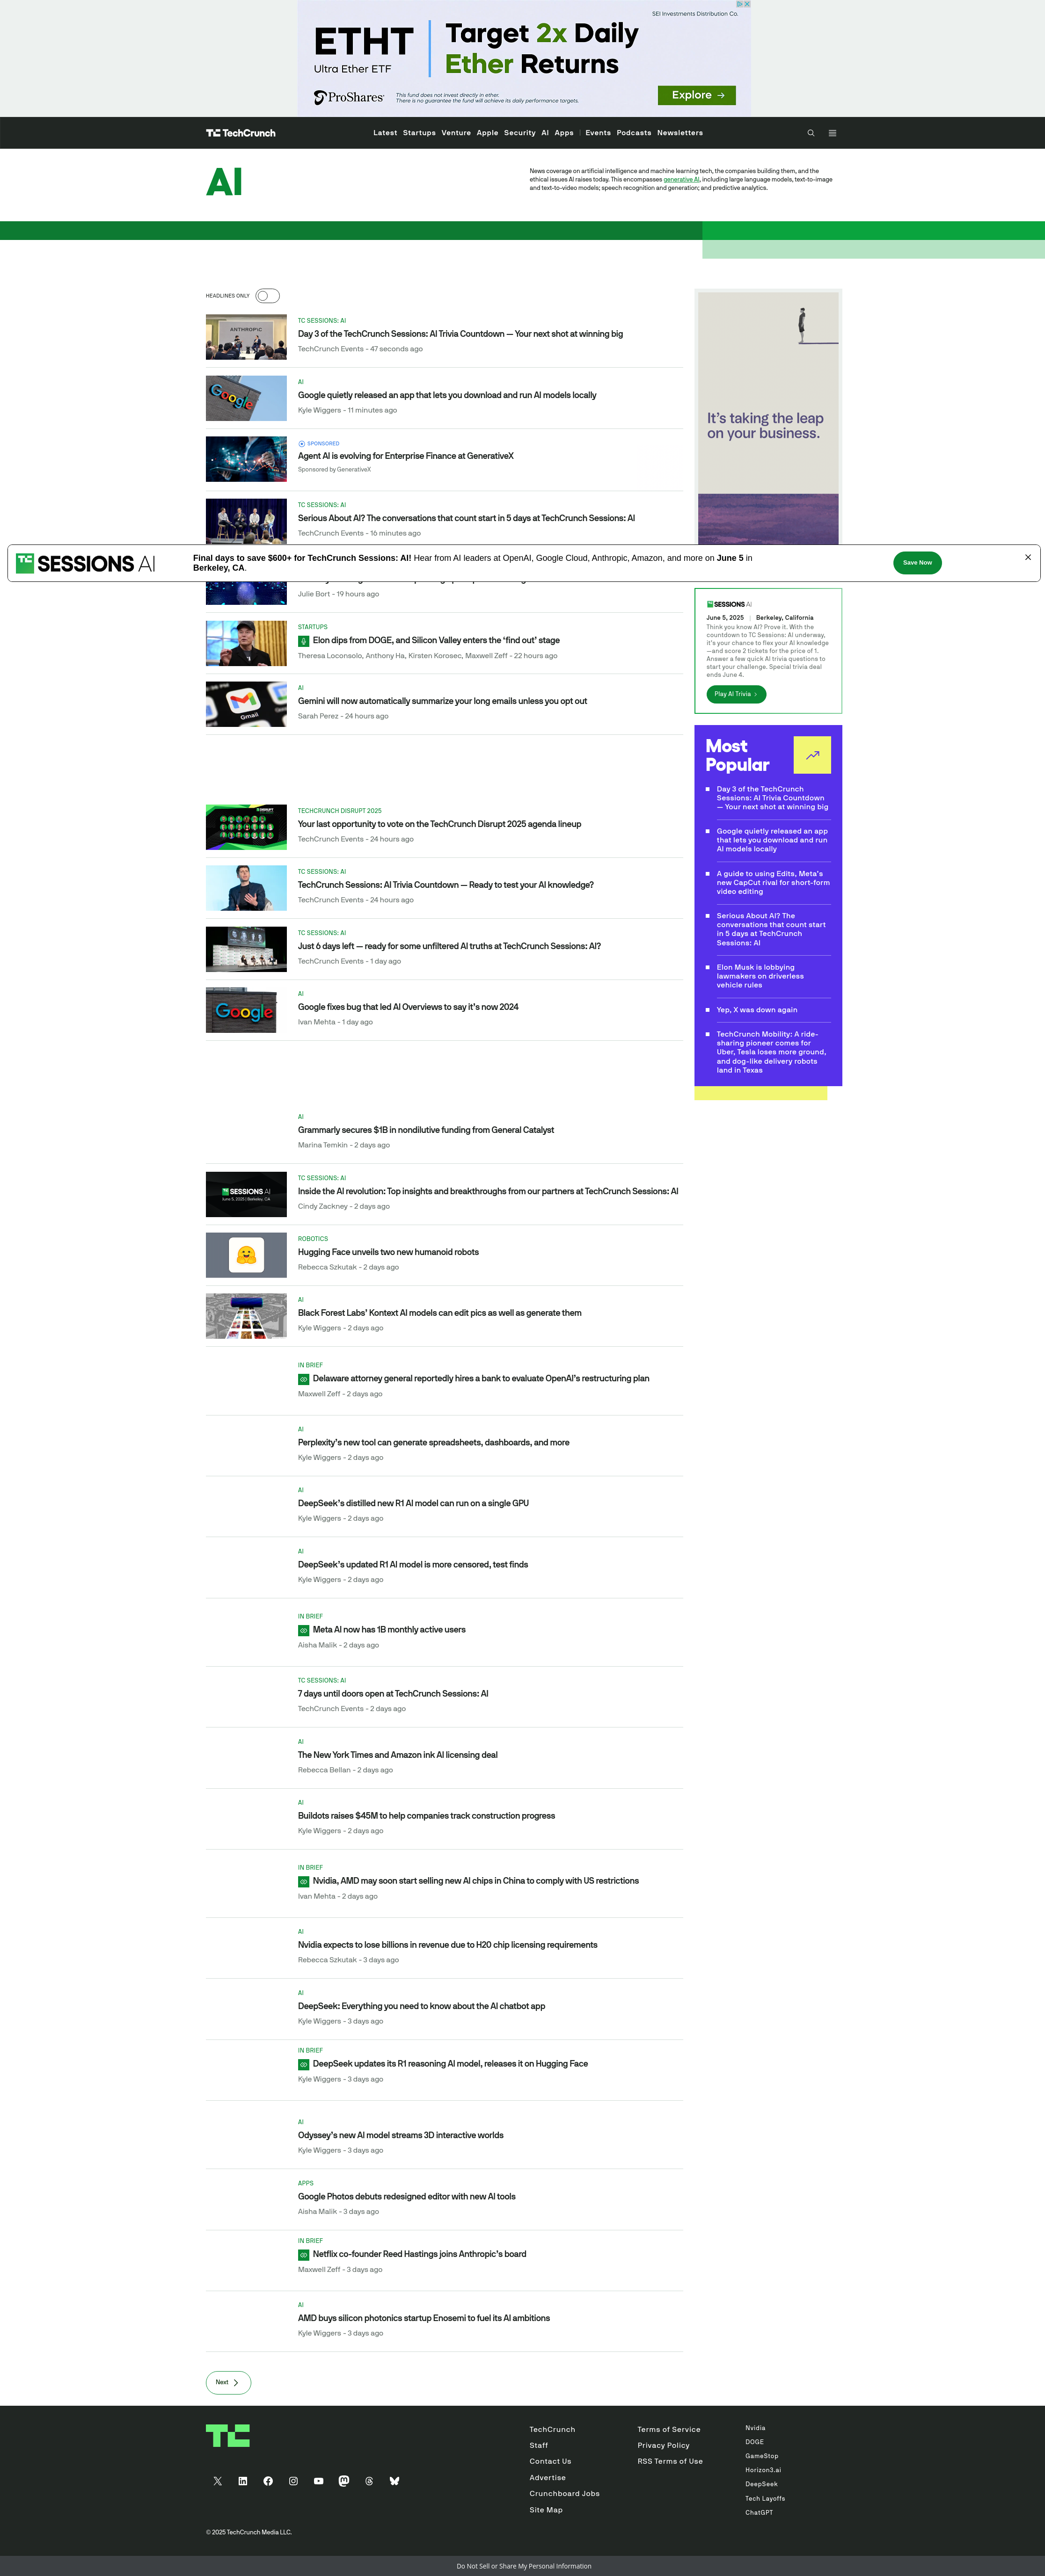 SEI Investments Distribution Co.
ETHT
Ultra Ether ETF
Target 2x Daily
Ether Returns
ProShares
This fund does not invest directly in ether.
There is no guarantee the fund will achieve its daily performance targets.
Explore →
TechCrunch
Latest Startups Venture Apple Security AI Apps | Events Podcasts Newsletters
AI
News coverage on artificial intelligence and machine learning tech, the companies building them, and the
ethical issues AI raises today. This encompasses generative AI, including large language models, text-to-image
and text-to-video models; speech recognition and generation; and predictive analytics.
HEADLINES ONLY
ANTHROPIC
TC SESSIONS: AI
Day 3 of the TechCrunch Sessions: AI Trivia Countdown — Your next shot at winning big
TechCrunch Events - 47 seconds ago
Google
AI
Google quietly released an app that lets you download and run AI models locally
Kyle Wiggers - 11 minutes ago
SPONSORED
Agent AI is evolving for Enterprise Finance at GenerativeX
Sponsored by GenerativeX
TC SESSIONS: AI
Serious About AI? The conversations that count start in 5 days at TechCrunch Sessions: AI
TechCrunch Events - 16 minutes ago
TC SESSIONS AI
Final days to save $600+ for TechCrunch Sessions: AI! Hear from AI leaders at OpenAI, Google Cloud, Anthropic, Amazon, and more on June 5 in
Berkeley, CA.
Save Now
Julie Bort - 19 hours ago
STARTUPS
Elon dips from DOGE, and Silicon Valley enters the ‘find out’ stage
Theresa Loconsolo, Anthony Ha, Kirsten Korosec, Maxwell Zeff - 22 hours ago
Gmail
AI
Gemini will now automatically summarize your long emails unless you opt out
Sarah Perez - 24 hours ago
TECHCRUNCH DISRUPT 2025
Your last opportunity to vote on the TechCrunch Disrupt 2025 agenda lineup
TechCrunch Events - 24 hours ago
TC SESSIONS: AI
TechCrunch Sessions: AI Trivia Countdown — Ready to test your AI knowledge?
TechCrunch Events - 24 hours ago
TC SESSIONS: AI
Just 6 days left — ready for some unfiltered AI truths at TechCrunch Sessions: AI?
TechCrunch Events - 1 day ago
Google
AI
Google fixes bug that led AI Overviews to say it’s now 2024
Ivan Mehta - 1 day ago
AI
Grammarly secures $1B in nondilutive funding from General Catalyst
Marina Temkin - 2 days ago
SESSIONS AI
June 5, 2025 | Berkeley, CA
TC SESSIONS: AI
Inside the AI revolution: Top insights and breakthroughs from our partners at TechCrunch Sessions: AI
Cindy Zackney - 2 days ago
ROBOTICS
Hugging Face unveils two new humanoid robots
Rebecca Szkutak - 2 days ago
AI
Black Forest Labs’ Kontext AI models can edit pics as well as generate them
Kyle Wiggers - 2 days ago
IN BRIEF
Delaware attorney general reportedly hires a bank to evaluate OpenAI’s restructuring plan
Maxwell Zeff - 2 days ago
AI
Perplexity’s new tool can generate spreadsheets, dashboards, and more
Kyle Wiggers - 2 days ago
AI
DeepSeek’s distilled new R1 AI model can run on a single GPU
Kyle Wiggers - 2 days ago
AI
DeepSeek’s updated R1 AI model is more censored, test finds
Kyle Wiggers - 2 days ago
IN BRIEF
Meta AI now has 1B monthly active users
Aisha Malik - 2 days ago
TC SESSIONS: AI
7 days until doors open at TechCrunch Sessions: AI
TechCrunch Events - 2 days ago
AI
The New York Times and Amazon ink AI licensing deal
Rebecca Bellan - 2 days ago
AI
Buildots raises $45M to help companies track construction progress
Kyle Wiggers - 2 days ago
IN BRIEF
Nvidia, AMD may soon start selling new AI chips in China to comply with US restrictions
Ivan Mehta - 2 days ago
AI
Nvidia expects to lose billions in revenue due to H20 chip licensing requirements
Rebecca Szkutak - 3 days ago
AI
DeepSeek: Everything you need to know about the AI chatbot app
Kyle Wiggers - 3 days ago
IN BRIEF
DeepSeek updates its R1 reasoning AI model, releases it on Hugging Face
Kyle Wiggers - 3 days ago
AI
Odyssey’s new AI model streams 3D interactive worlds
Kyle Wiggers - 3 days ago
APPS
Google Photos debuts redesigned editor with new AI tools
Aisha Malik - 3 days ago
IN BRIEF
Netflix co-founder Reed Hastings joins Anthropic’s board
Maxwell Zeff - 3 days ago
AI
AMD buys silicon photonics startup Enosemi to fuel its AI ambitions
Kyle Wiggers - 3 days ago
Next
It’s taking the leap
on your business.
SESSIONS AI
June 5, 2025 | Berkeley, California
Think you know AI? Prove it. With the
countdown to TC Sessions: AI underway,
it’s your chance to flex your AI knowledge
—and score 2 tickets for the price of 1.
Answer a few quick AI trivia questions to
start your challenge. Special trivia deal
ends June 4.
Play AI Trivia
Most
Popular
Day 3 of the TechCrunch
Sessions: AI Trivia Countdown
— Your next shot at winning big
Google quietly released an app
that lets you download and run
AI models locally
A guide to using Edits, Meta’s
new CapCut rival for short-form
video editing
Serious About AI? The
conversations that count start
in 5 days at TechCrunch
Sessions: AI
Elon Musk is lobbying
lawmakers on driverless
vehicle rules
Yep, X was down again
TechCrunch Mobility: A ride-
sharing pioneer comes for
Uber, Tesla loses more ground,
and dog-like delivery robots
land in Texas
TechCrunch
Staff
Contact Us
Advertise
Crunchboard Jobs
Site Map
Terms of Service
Privacy Policy
RSS Terms of Use
Nvidia
DOGE
GameStop
Horizon3.ai
DeepSeek
Tech Layoffs
ChatGPT
© 2025 TechCrunch Media LLC.
Do Not Sell or Share My Personal Information